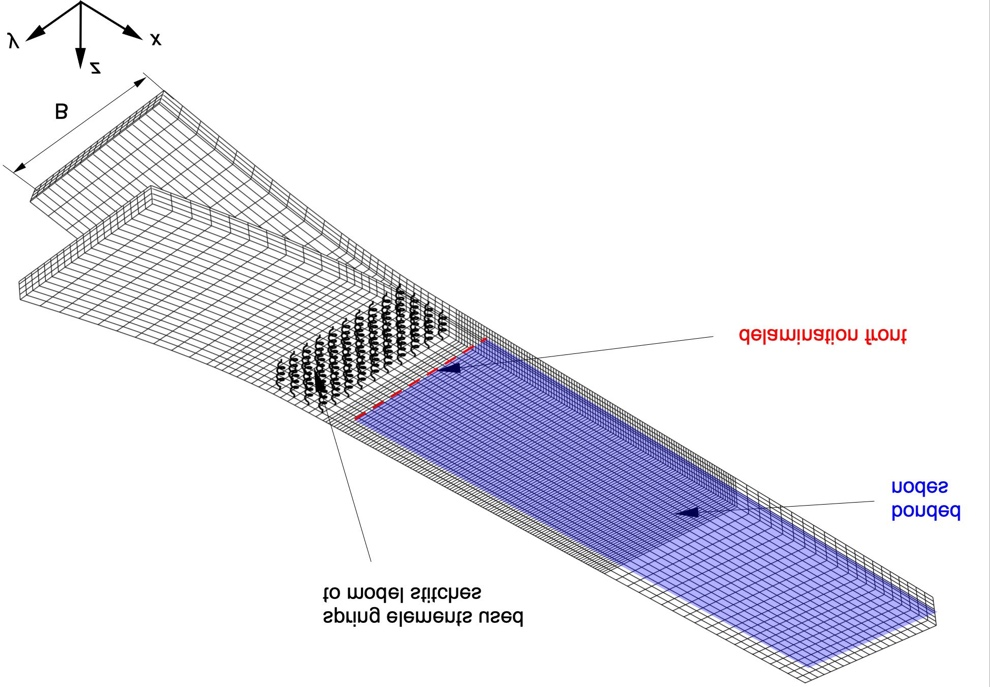 spring elements used
to model stitches
bonded
nodes
delamination front
B
z
y
x